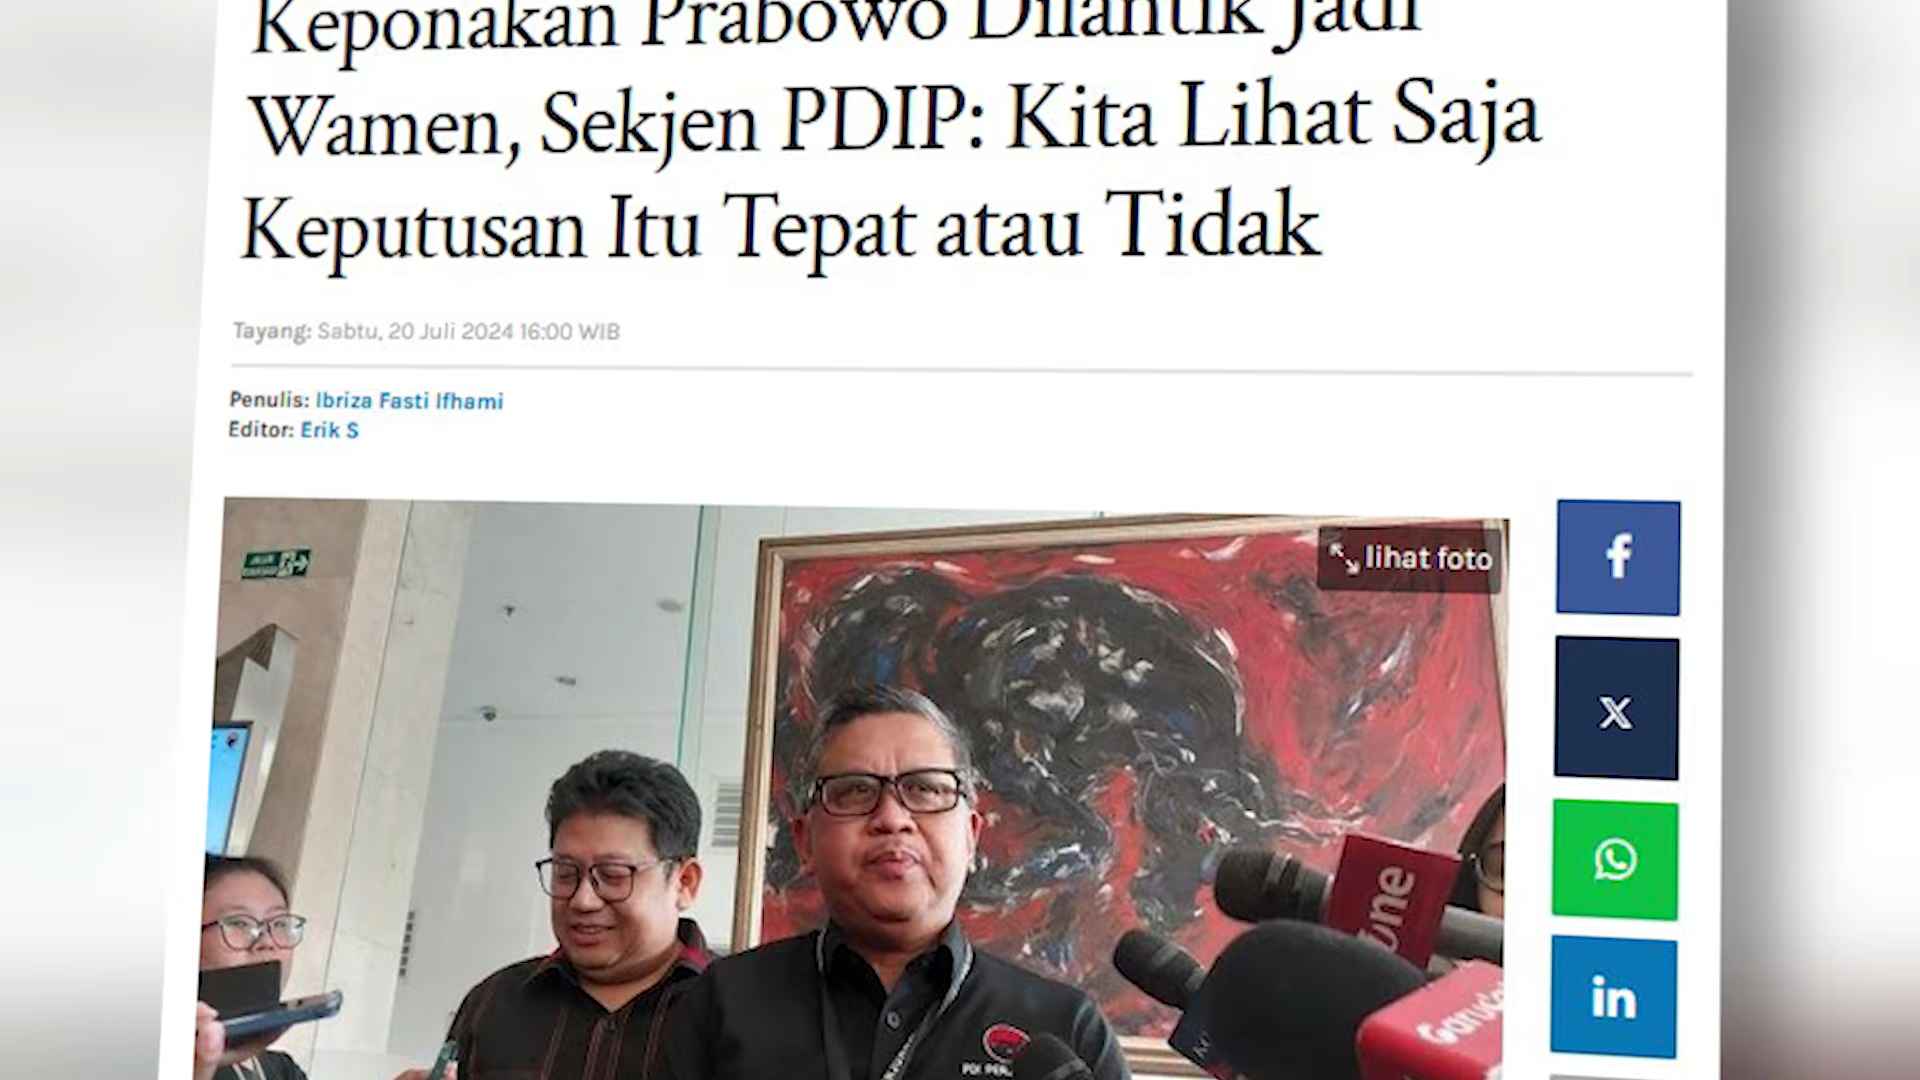 Keponakan Prabowo Dilantik Jadi
Wamen, Sekjen PDIP: Kita Lihat Saja
Keputusan Itu Tepat atau Tidak
Tayang: Sabtu, 20 Juli 2024 16:00 WIB
Penulis: Ibriza Fasti Ifhami
Editor: Erik S
lihat foto
f
X
in